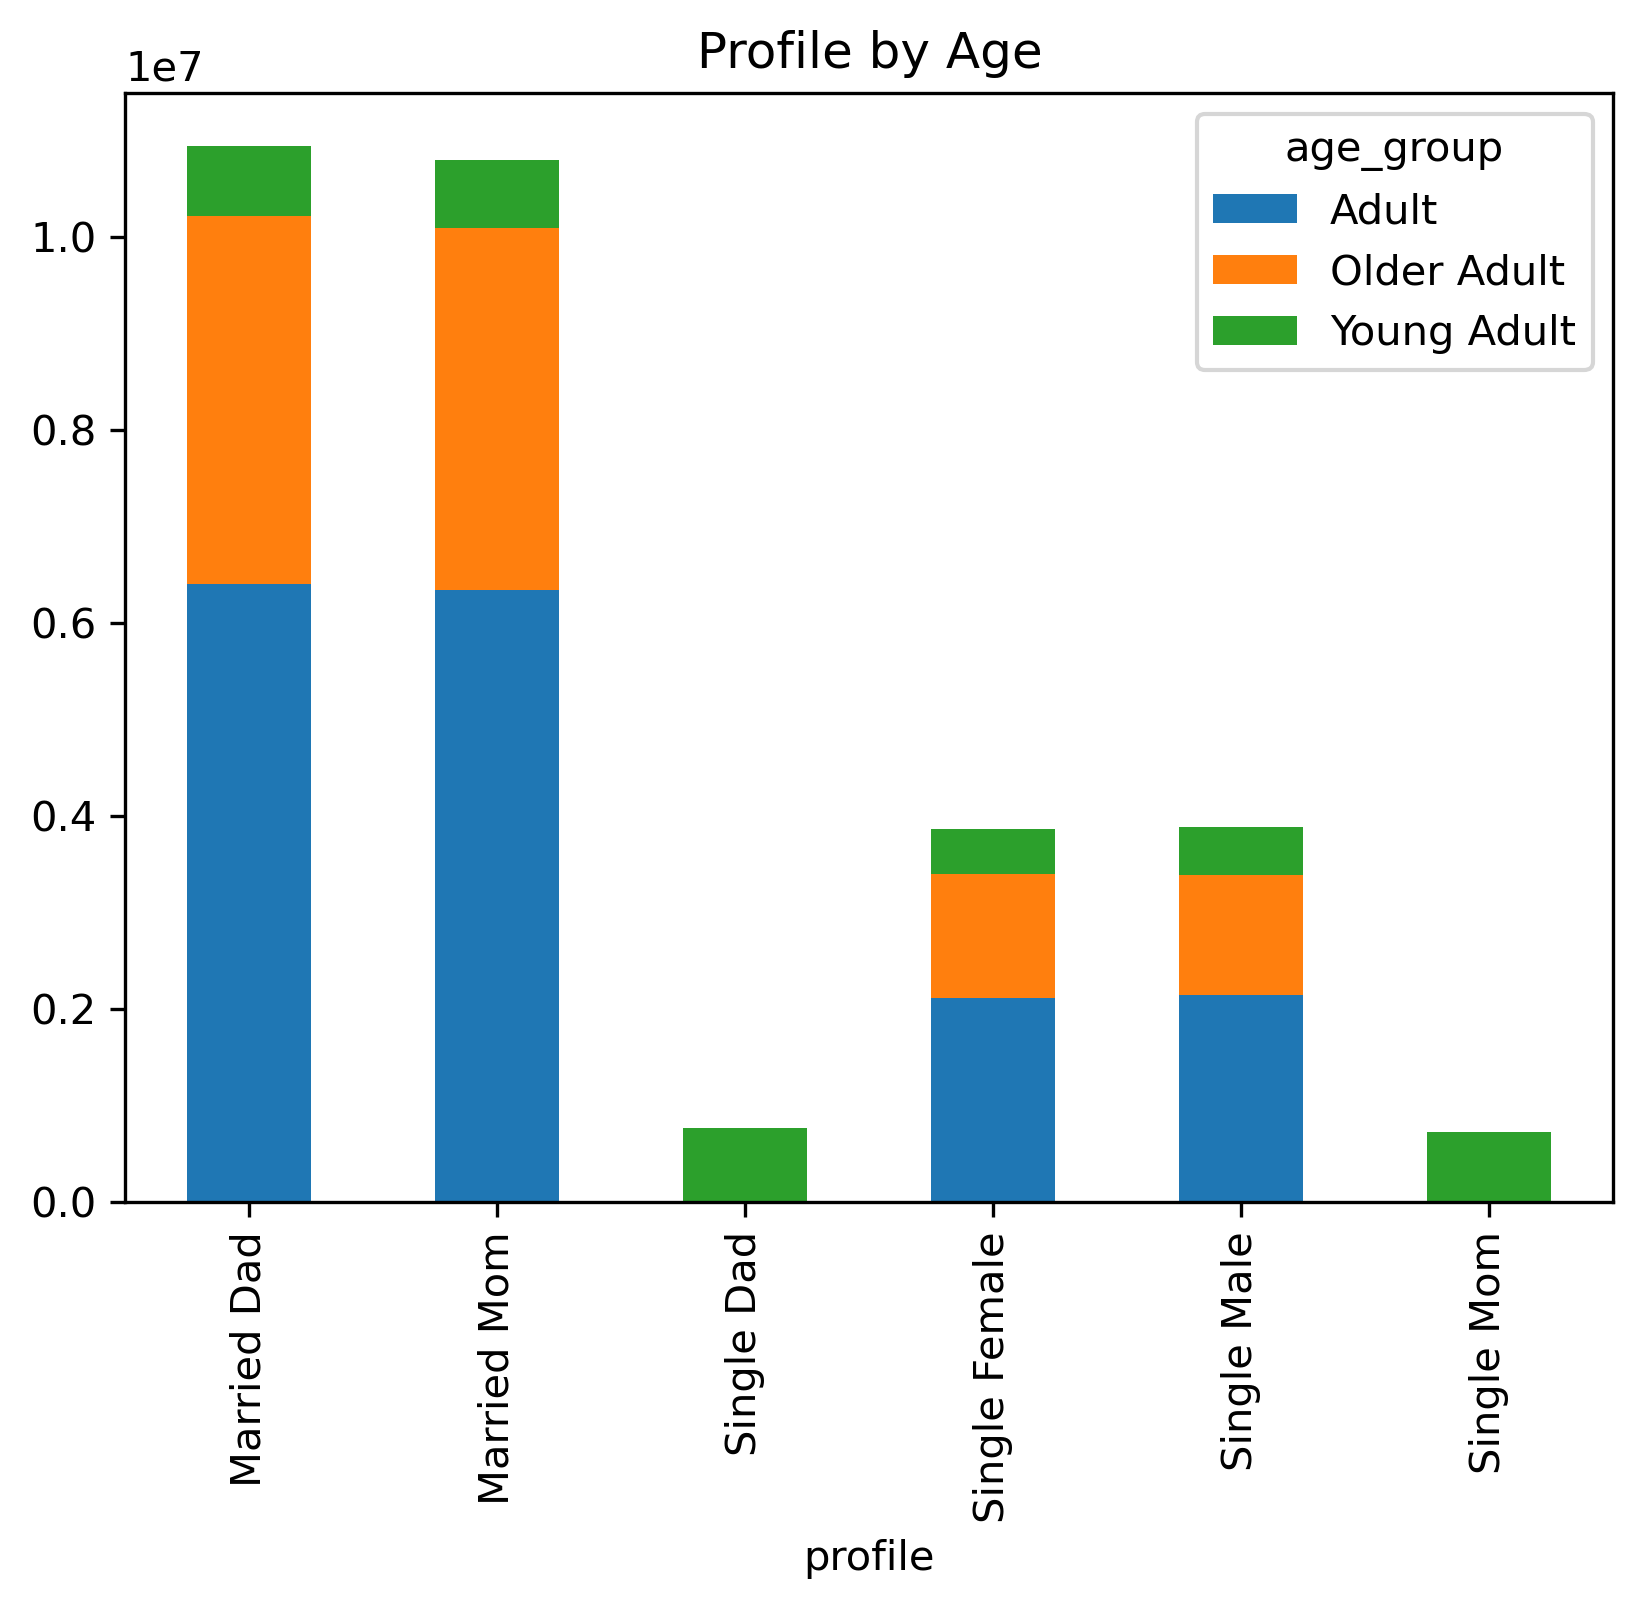 Profile by Age
1e7
age_group
Adult
Older Adult
Young Adult
1.0
0.8
0.6
0.4
0.2
0.0
Married Dad
Married Mom
Single Dad
Single Female
Single Male
Single Mom
profile